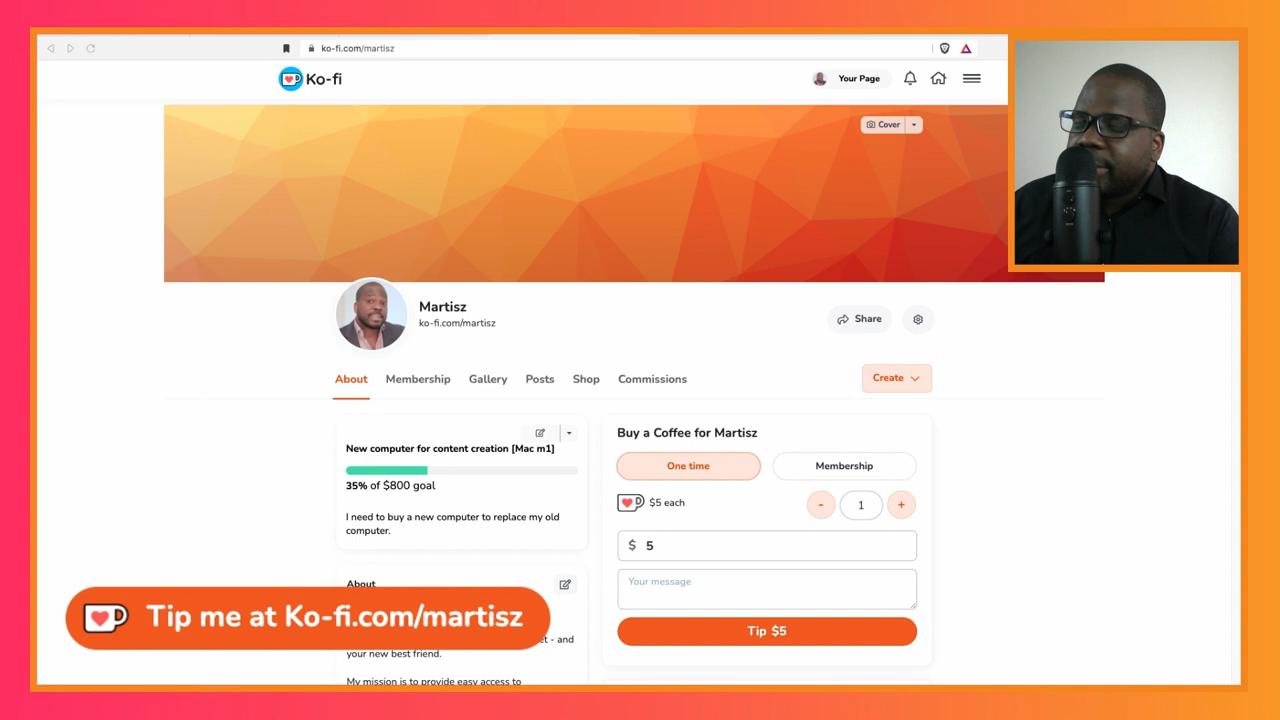 ko-fi.com/martisz
Ko-fi
Your Page
Cover
Martisz
ko-fi.com/martisz
Share
About
Membership
Gallery
Posts
Shop
Commissions
Create
New computer for content creation [Mac m1]
35% of $800 goal
I need to buy a new computer to replace my old
computer.
Buy a Coffee for Martisz
One time
Membership
$5 each
-
1
+
$ 5
Your message
Tip $5
About
Tip me at Ko-fi.com/martisz
- and
your new best friend.
My mission is to provide easy access to